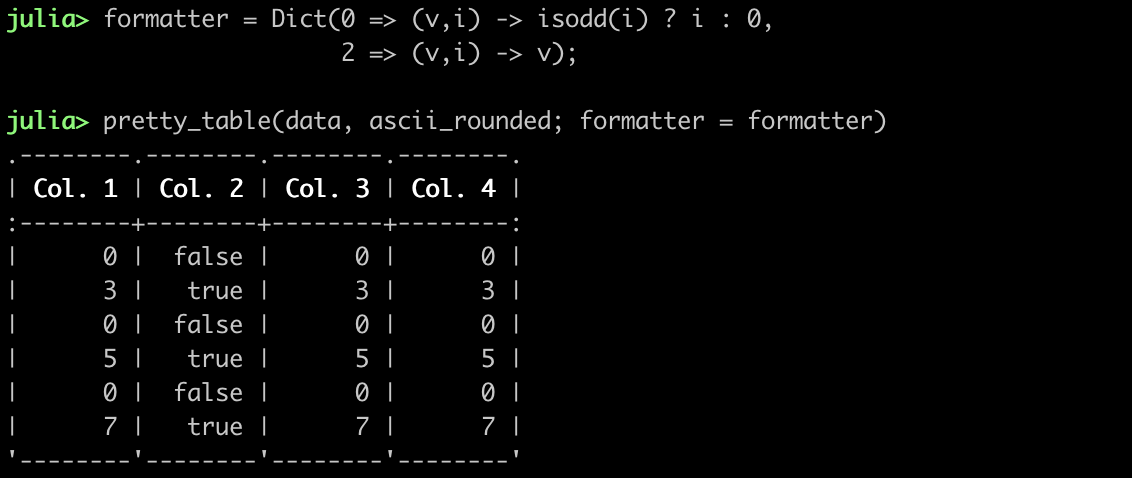 julia> formatter = Dict(0 => (v,i) -> isodd(i) ? i : 0,
                        2 => (v,i) -> v);

julia> pretty_table(data, ascii_rounded; formatter = formatter)
.--------.--------.--------.--------.
| Col. 1 | Col. 2 | Col. 3 | Col. 4 |
:--------+--------+--------+--------:
|      0 |  false |      0 |      0 |
|      3 |   true |      3 |      3 |
|      0 |  false |      0 |      0 |
|      5 |   true |      5 |      5 |
|      0 |  false |      0 |      0 |
|      7 |   true |      7 |      7 |
'--------'--------'--------'--------'